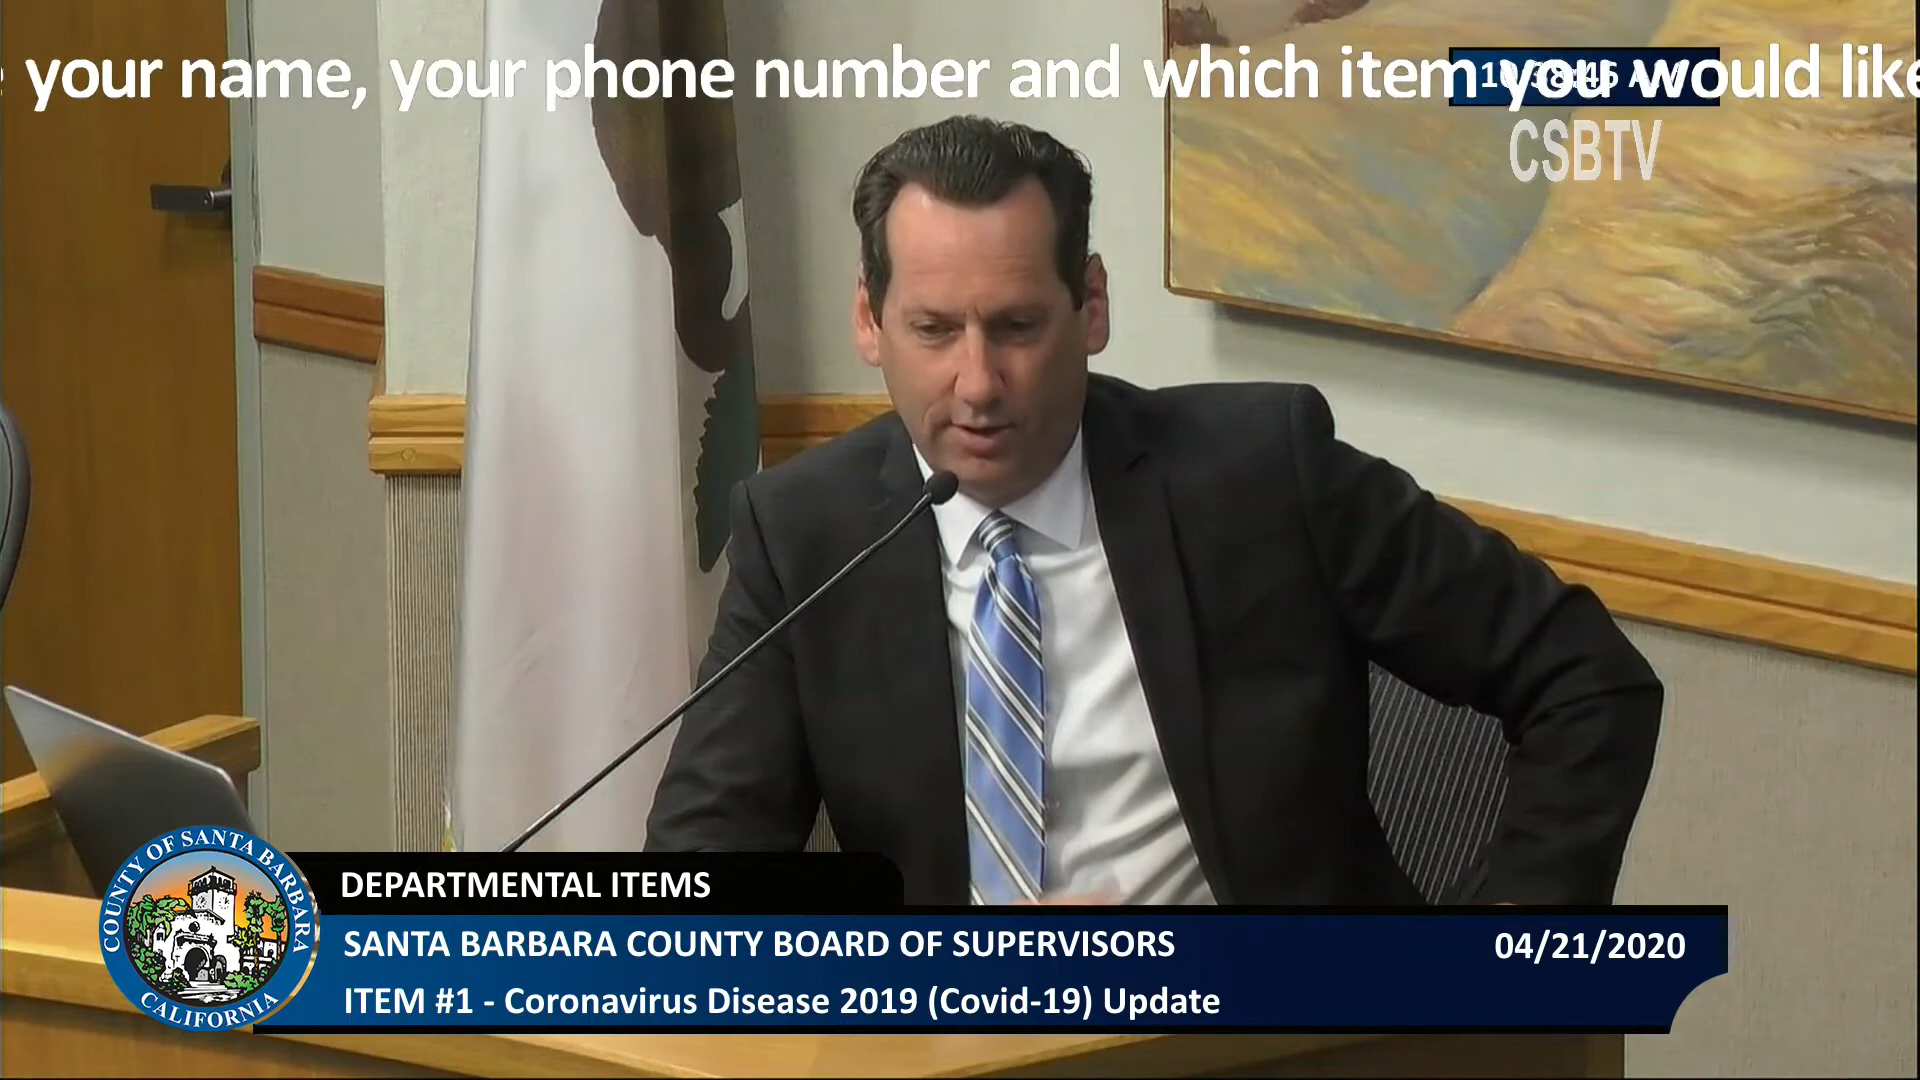 your name, your phone number and which item you would like
CSBTV
COUNTY OF SANTA BARBARA
CALIFORNIA
DEPARTMENTAL ITEMS
SANTA BARBARA COUNTY BOARD OF SUPERVISORS
04/21/2020
ITEM #1 - Coronavirus Disease 2019 (Covid-19) Update